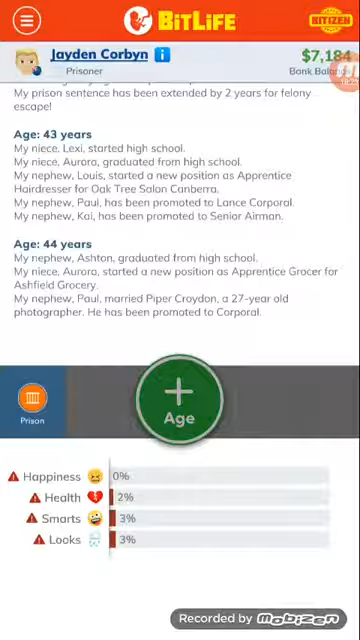 BitLife
BITIZEN
Jayden Corbyn
Prisoner
$7,184
Bank Balan
My prison sentence has been extended by 2 years for felony
escape!
Age: 43 years
My niece, Lexi, started high school.
My niece, Aurora, graduated from high school.
My nephew, Louis, started a new position as Apprentice
Hairdresser for Oak Tree Salon Canberra.
My nephew, Paul, has been promoted to Lance Corporal.
My nephew, Kai, has been promoted to Senior Airman.
Age: 44 years
My nephew, Ashton, graduated from high school.
My niece, Aurora, started a new position as Apprentice Grocer for
Ashfield Grocery.
My nephew, Paul, married Piper Croydon, a 27-year old
photographer. He has been promoted to Corporal.
Prison
Age
Happiness 0%
Health 2%
Smarts 3%
Looks 3%
Recorded by Mobizen